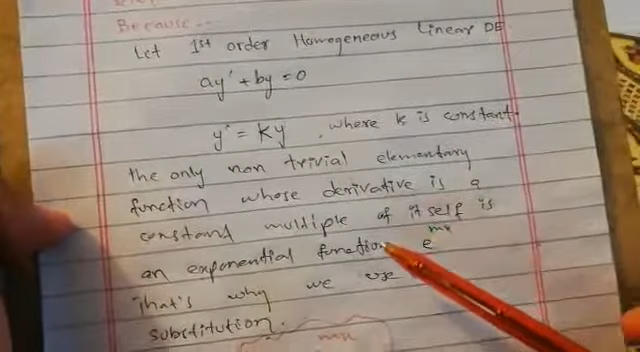 Because...
Let 1st order Homogeneous linear DE
ay' + by = 0
y' = Ky , where k is constant.
the only non trivial elementary
function whose derivative is a
constant multiple of itself is
an exponential function e^mx
That's why we use
substitution.
mx